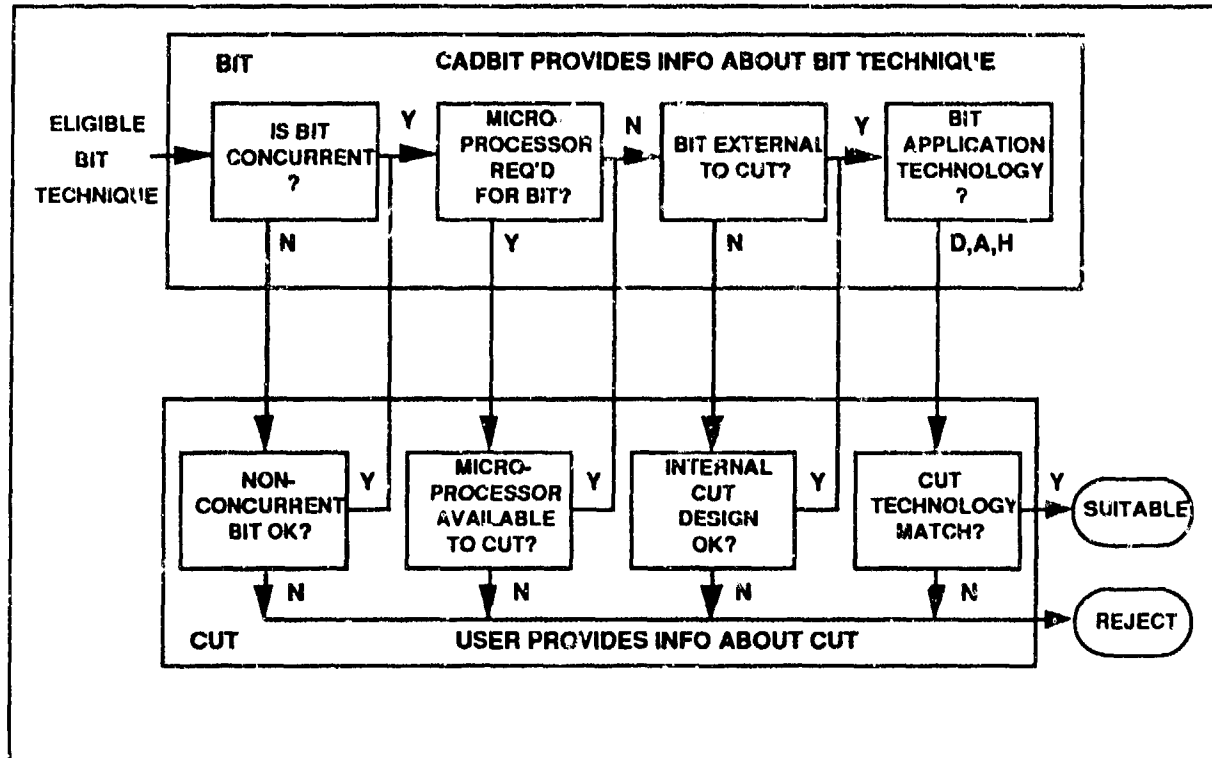 BIT
CADBIT PROVIDES INFO ABOUT BIT TECHNIQUE
ELIGIBLE
BIT
TECHNIQUE
IS BIT
CONCURRENT
?
Y
N
MICRO-
PROCESSOR
REQ'D
FOR BIT?
N
Y
BIT EXTERNAL
TO CUT?
Y
N
BIT
APPLICATION
TECHNOLOGY
?
D,A,H
NON-
CONCURRENT
BIT OK?
Y
N
MICRO-
PROCESSOR
AVAILABLE
TO CUT?
Y
N
INTERNAL
CUT
DESIGN
OK?
Y
N
CUT
TECHNOLOGY
MATCH?
Y
N
SUITABLE
REJECT
CUT
USER PROVIDES INFO ABOUT CUT